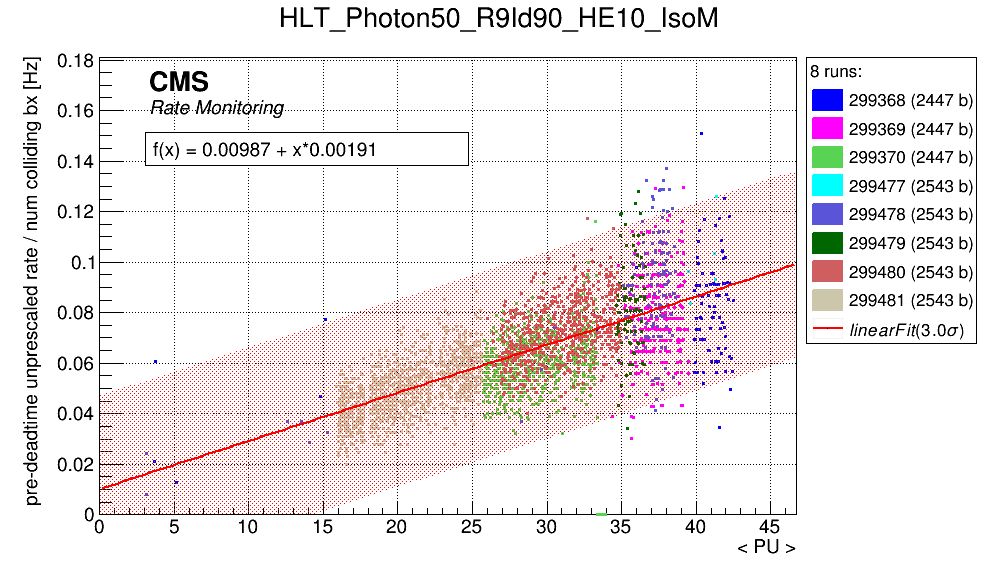 HLT_Photon50_R9Id90_HE10_IsoM
pre-deadtime unprescaled rate / num colliding bx [Hz]
0.18
0.16
0.14
0.12
0.1
0.08
0.06
0.04
0.02
0
CMS
Rate Monitoring
f(x) = 0.00987 + x*0.00191
0 5 10 15 20 25 30 35 40 45
< PU >
8 runs:
299368 (2447 b)
299369 (2447 b)
299370 (2447 b)
299477 (2543 b)
299478 (2543 b)
299479 (2543 b)
299480 (2543 b)
299481 (2543 b)
linearFit(3.0σ)